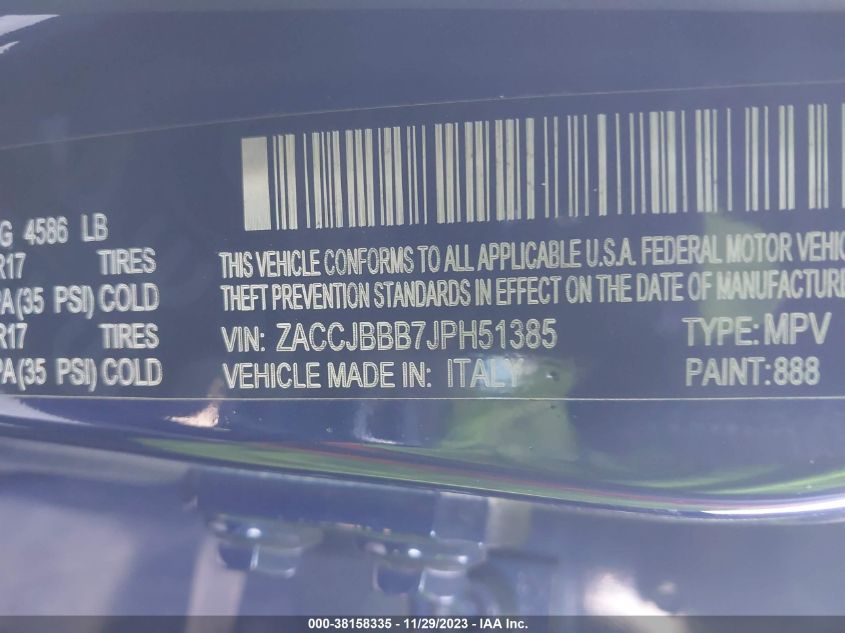 G 4586 LB
R17 TIRES
PA(35 PSI) COLD
R17 TIRES
PA(35 PSI) COLD
THIS VEHICLE CONFORMS TO ALL APPLICABLE U.S.A. FEDERAL MOTOR VEHIC
THEFT PREVENTION STANDARDS IN EFFECT ON THE DATE OF MANUFACTURE
VIN: ZACCJBBB7JPH51385 TYPE: MPV
VEHICLE MADE IN: ITALY PAINT:888
000-38158335 - 11/29/2023 - IAA Inc.